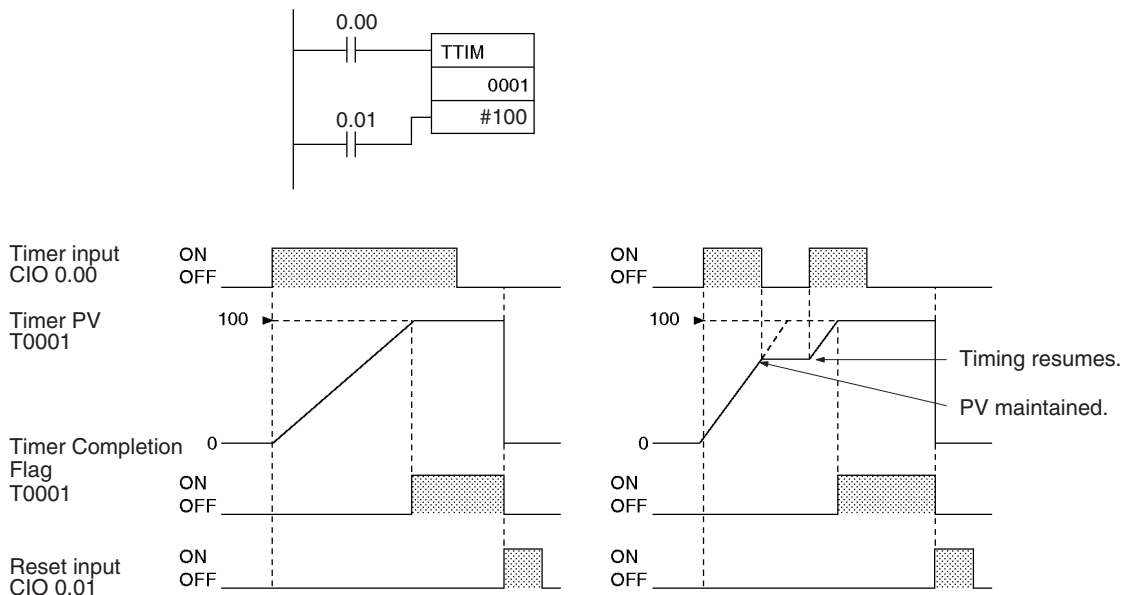 0.00
TTIM
0001
0.01
#100
Timer input
CIO 0.00
ON
OFF
ON
OFF
Timer PV
T0001
100
100
Timing resumes.
PV maintained.
0
0
Timer Completion
Flag
T0001
ON
OFF
ON
OFF
Reset input
CIO 0.01
ON
OFF
ON
OFF